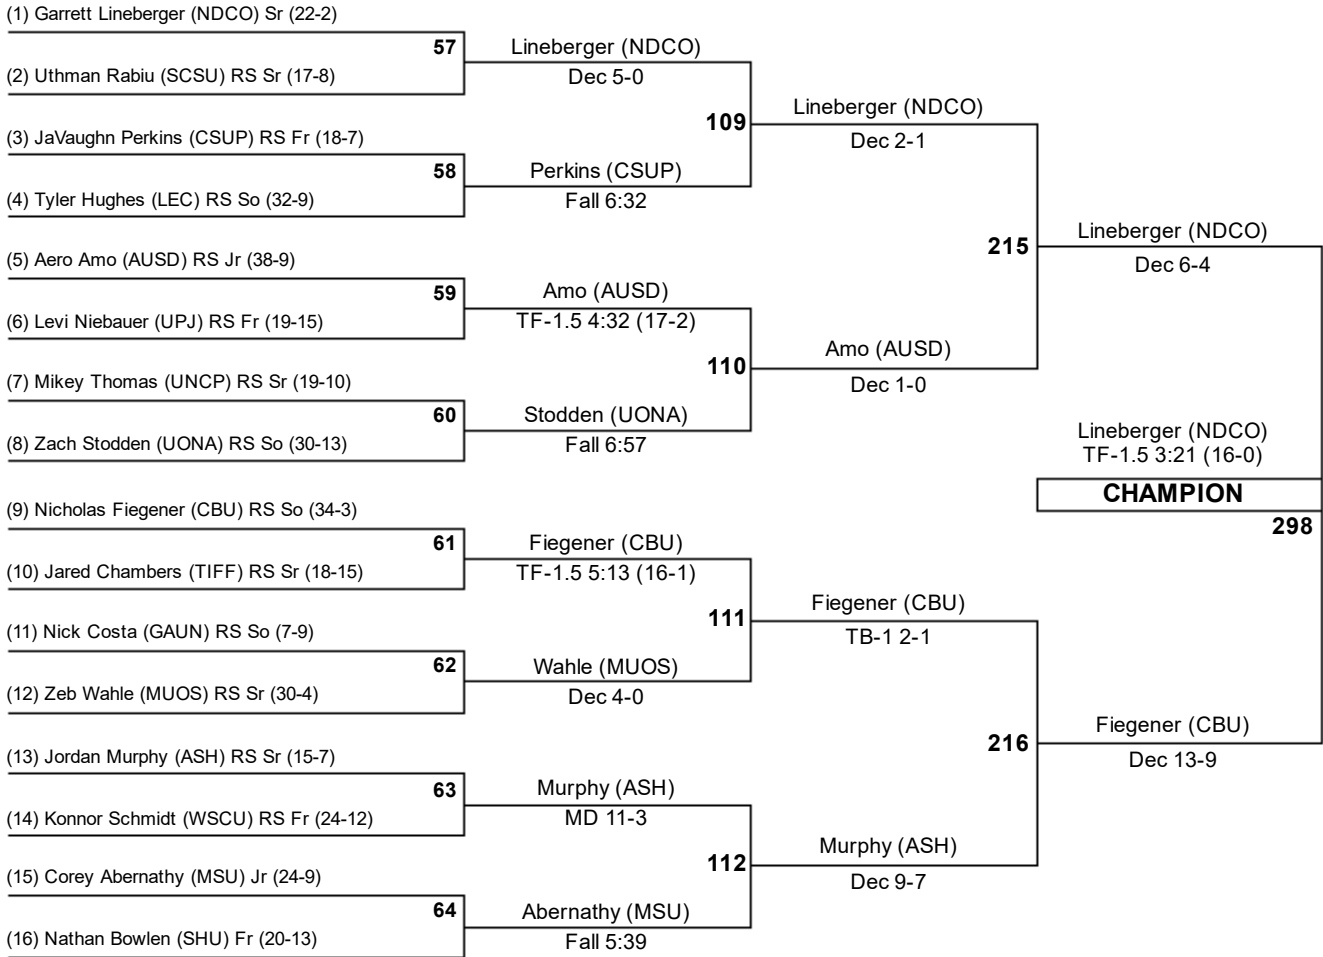 (1) Garrett Lineberger (NDCO) Sr (22-2)
57
(2) Uthman Rabiu (SCSU) RS Sr (17-8)
Lineberger (NDCO)
Dec 5-0
(3) JaVaughn Perkins (CSUP) RS Fr (18-7)
58
(4) Tyler Hughes (LEC) RS So (32-9)
Perkins (CSUP)
Fall 6:32
109
Lineberger (NDCO)
Dec 2-1
(5) Aero Amo (AUSD) RS Jr (38-9)
59
(6) Levi Niebauer (UPJ) RS Fr (19-15)
Amo (AUSD)
TF-1.5 4:32 (17-2)
(7) Mikey Thomas (UNCP) RS Sr (19-10)
60
(8) Zach Stodden (UONA) RS So (30-13)
Stodden (UONA)
Fall 6:57
110
Amo (AUSD)
Dec 1-0
215
Lineberger (NDCO)
Dec 6-4
(9) Nicholas Fiegener (CBU) RS So (34-3)
61
(10) Jared Chambers (TIFF) RS Sr (18-15)
Fiegener (CBU)
TF-1.5 5:13 (16-1)
(11) Nick Costa (GAUN) RS So (7-9)
62
(12) Zeb Wahle (MUOS) RS Sr (30-4)
Wahle (MUOS)
Dec 4-0
111
Fiegener (CBU)
TB-1 2-1
(13) Jordan Murphy (ASH) RS Sr (15-7)
63
(14) Konnor Schmidt (WSCU) RS Fr (24-12)
Murphy (ASH)
MD 11-3
(15) Corey Abernathy (MSU) Jr (24-9)
64
(16) Nathan Bowlen (SHU) Fr (20-13)
Abernathy (MSU)
Fall 5:39
112
Murphy (ASH)
Dec 9-7
216
Fiegener (CBU)
Dec 13-9
Lineberger (NDCO)
TF-1.5 3:21 (16-0)
CHAMPION
298